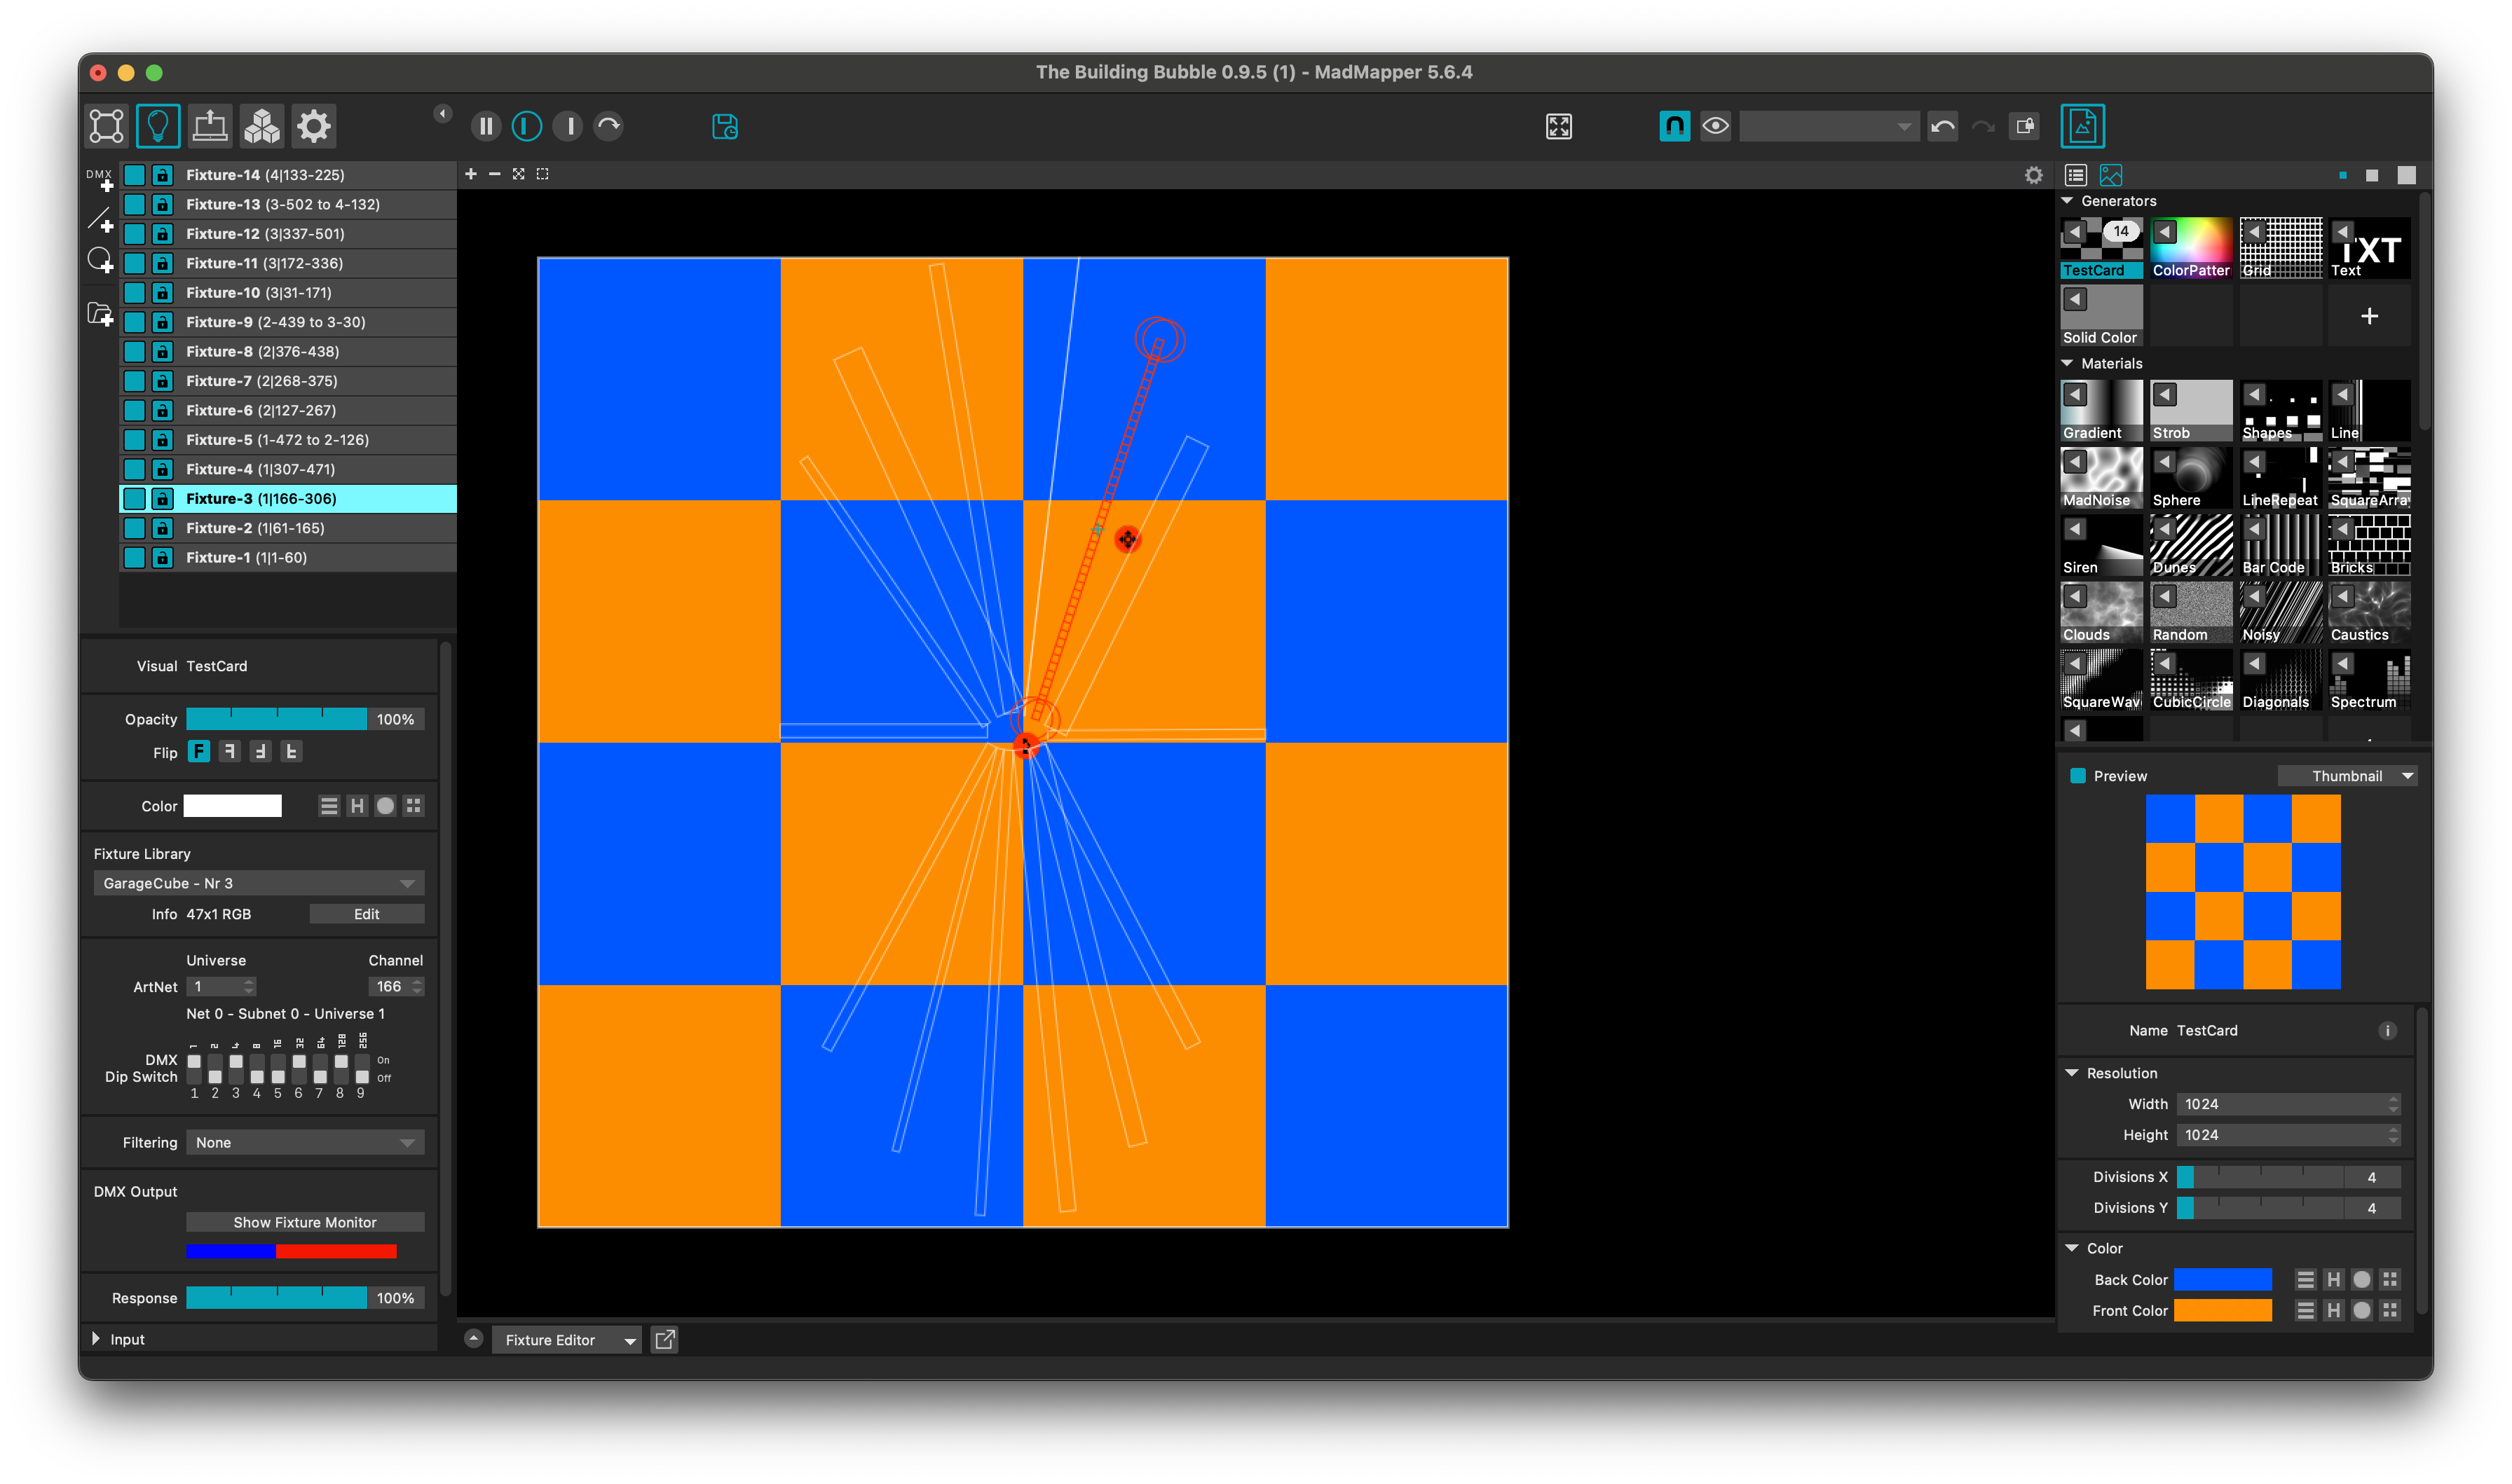 The Building Bubble 0.9.5 (1) - MadMapper 5.6.4
DMX
Fixture-14 (4|133-225)
Fixture-13 (3-502 to 4-132)
Fixture-12 (3|337-501)
Fixture-11 (3|172-336)
Fixture-10 (3|31-171)
Fixture-9 (2-439 to 3-30)
Fixture-8 (2|376-438)
Fixture-7 (2|268-375)
Fixture-6 (2|127-267)
Fixture-5 (1-472 to 2-126)
Fixture-4 (1|307-471)
Fixture-3 (1|166-306)
Fixture-2 (1|61-165)
Fixture-1 (1|1-60)
Visual TestCard
Opacity 100%
Flip F F F F
Color H
Fixture Library
GarageCube - Nr 3
Info 47x1 RGB Edit
Universe Channel
ArtNet 1 166
Net 0 - Subnet 0 - Universe 1
1 2 4 8 16 32 64 128 256
DMX On
Dip Switch Off
1 2 3 4 5 6 7 8 9
Filtering None
DMX Output
Show Fixture Monitor
Response 100%
Input
Fixture Editor
Generators
14 TXT
TestCard ColorPatter Grid Text
Solid Color +
Materials
Gradient Strob Shapes Line
MadNoise Sphere LineRepeat SquareArra
Siren Dunes Bar Code Bricks
Clouds Random Noisy Caustics
SquareWav CubicCircle Diagonals Spectrum
Preview Thumbnail
Name TestCard i
Resolution
Width 1024
Height 1024
Divisions X 4
Divisions Y 4
Color
Back Color H
Front Color H